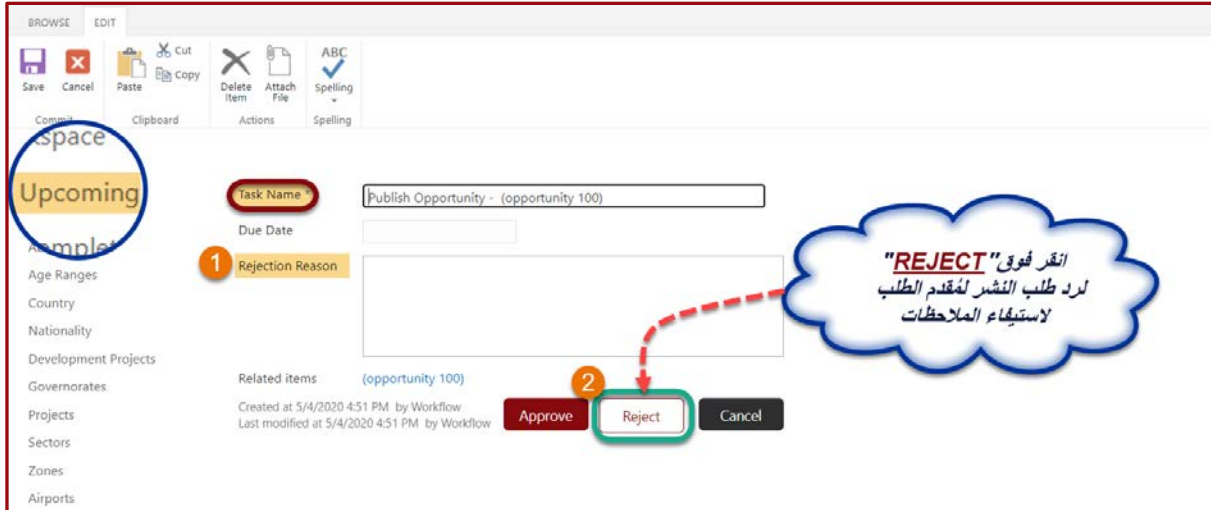 BROWSE EDIT
Save
Cancel
Paste
Cut
Copy
Delete Item
Attach File
ABC
Spelling
Commit
Clipboard
Actions
Spelling
space
Upcoming
omplet
Age Ranges
Country
Nationality
Development Projects
Governorates
Projects
Sectors
Zones
Airports
Task Name *
Publish Opportunity - (opportunity 100)
Due Date
1
Rejection Reason
Related items
(opportunity 100)
Created at 5/4/2020 4:51 PM by Workflow
Last modified at 5/4/2020 4:51 PM by Workflow
2
Approve
Reject
Cancel
انقر فوق "REJECT"
لرد طلب النشر لمُقدم الطلب
لاستيفاء الملاحظات